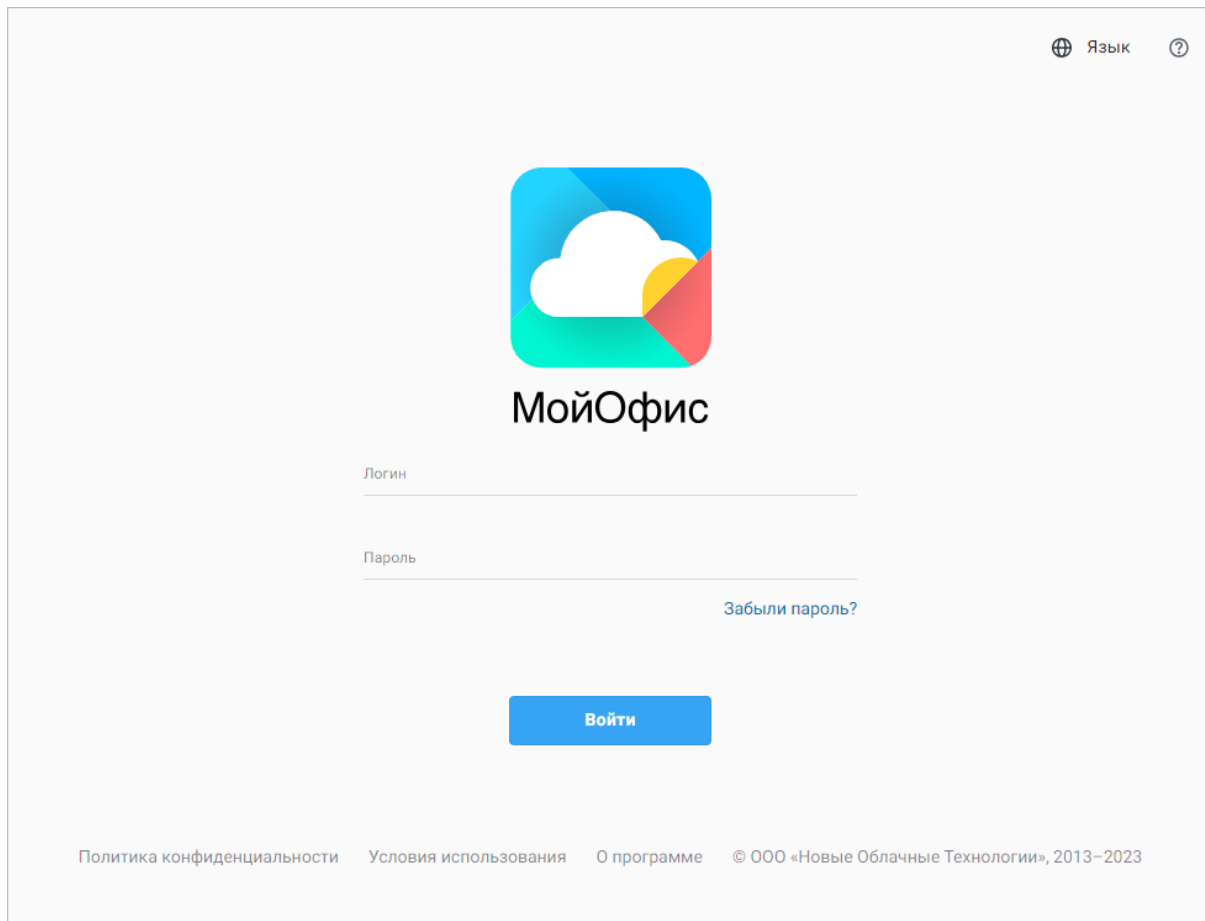 Язык
МойОфис
Логин
Пароль
Забыли пароль?
Войти
Политика конфиденциальности Условия использования О программе © ООО «Новые Облачные Технологии», 2013–2023